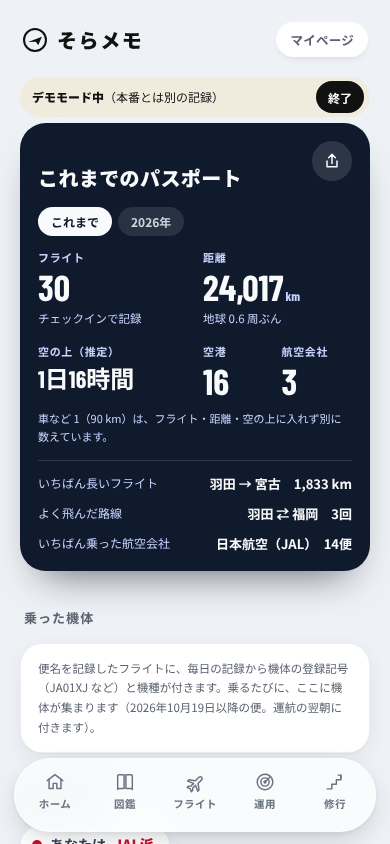 そらメモ
マイページ
デモモード中（本番とは別の記録）
終了
これまでのパスポート
これまで
2026年
フライト
距離
30
24,017 km
チェックインで記録
地球 0.6 周ぶん
空の上（推定）
空港
航空会社
1日16時間
16
3
車など 1（90 km）は、フライト・距離・空の上に入れず別に
数えています。
いちばん長いフライト
羽田 → 宮古　1,833 km
よく飛んだ路線
羽田 ⇄ 福岡　3回
いちばん乗った航空会社
日本航空（JAL）　14便
乗った機体
便名を記録したフライトに、毎日の記録から機体の登録記号
（JA01XJ など）と機種が付きます。乗るたびに、ここに機
体が集まります（2026年10月19日以降の便。運航の翌朝に
付きます）。
ホーム
図鑑
フライト
運用
修行
あなたは JAL派